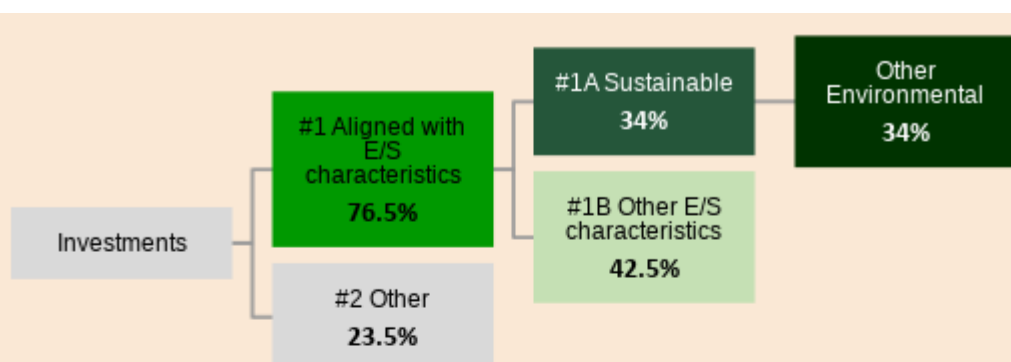 Investments
#1 Aligned with
E/S
characteristics
76.5%
#2 Other
23.5%
#1A Sustainable
34%
#1B Other E/S
characteristics
42.5%
Other
Environmental
34%